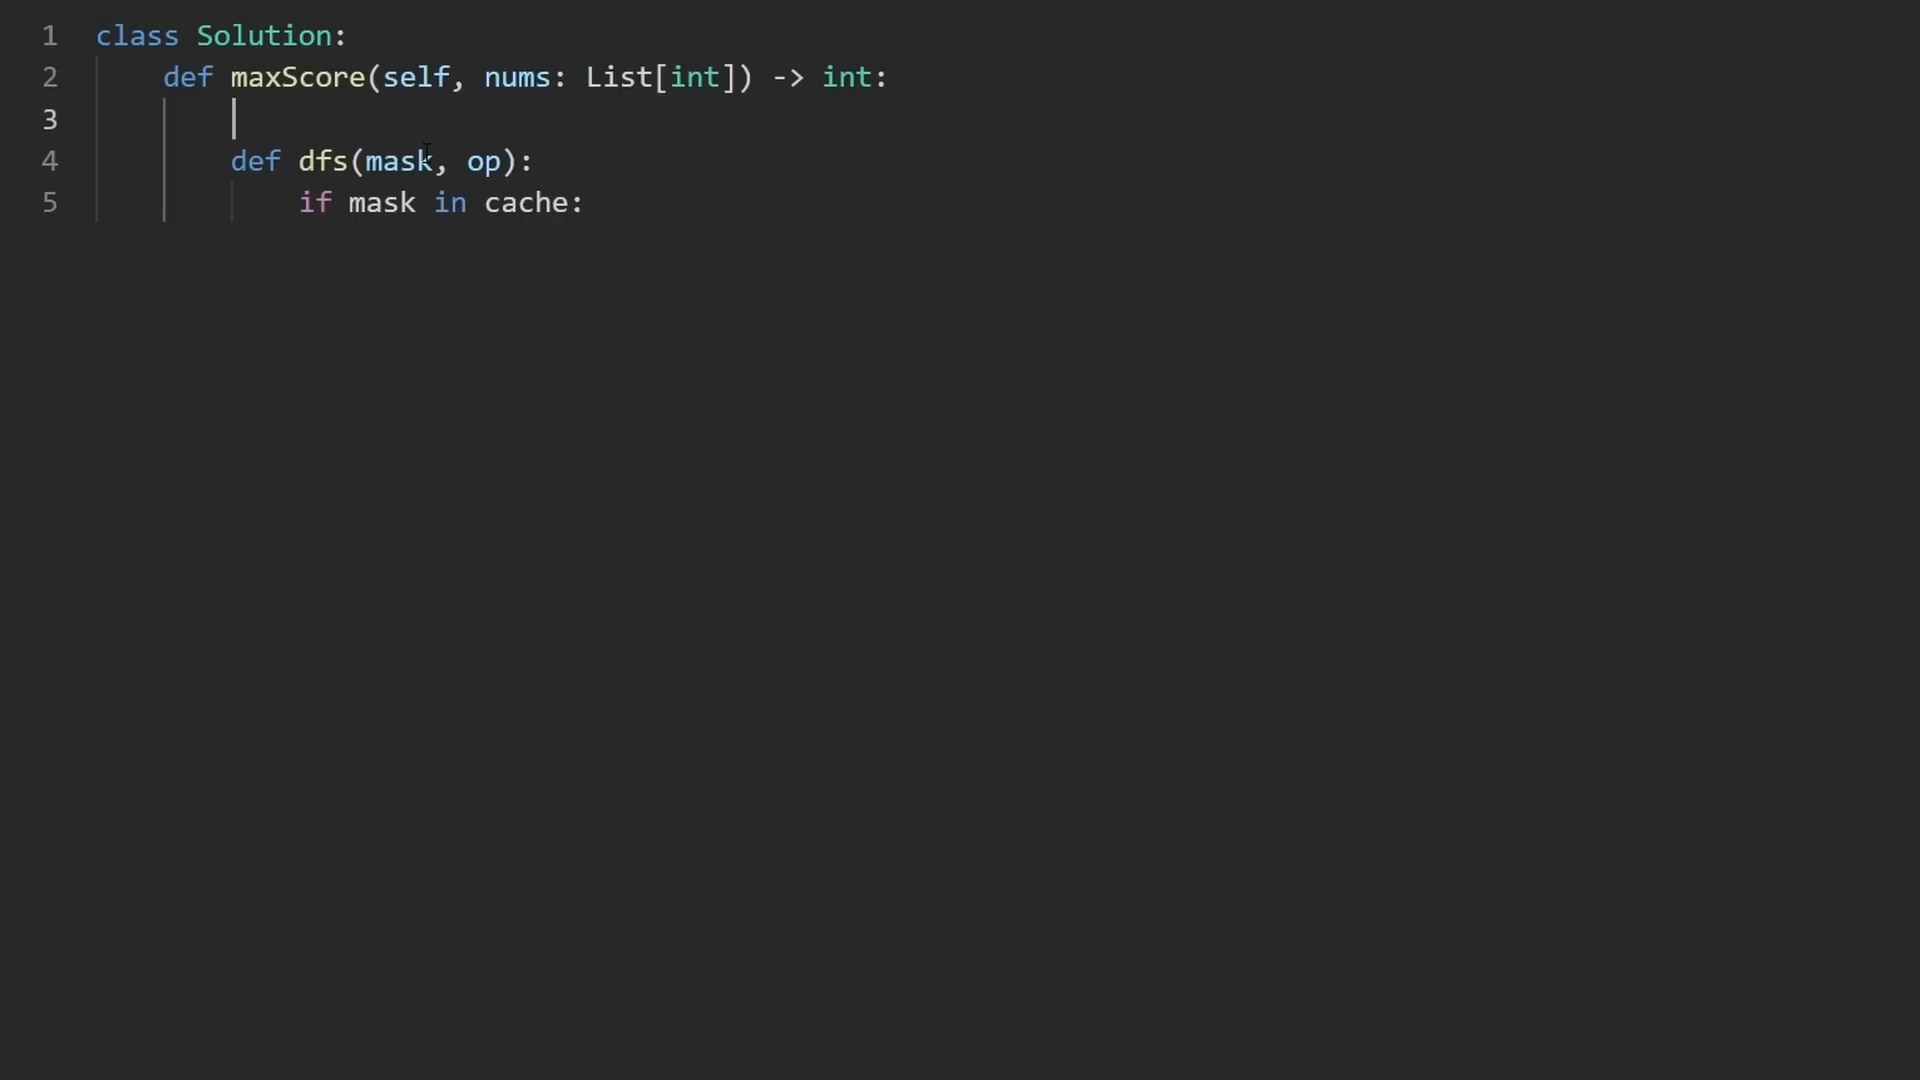 1 class Solution:
2 def maxScore(self, nums: List[int]) -> int:
3
4 def dfs(mask, op):
5 if mask in cache: